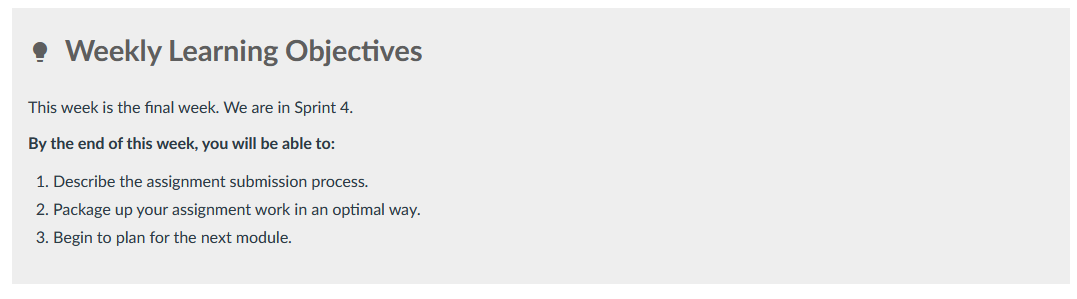 Weekly Learning Objectives
This week is the final week. We are in Sprint 4.
By the end of this week, you will be able to:
1. Describe the assignment submission process.
2. Package up your assignment work in an optimal way.
3. Begin to plan for the next module.